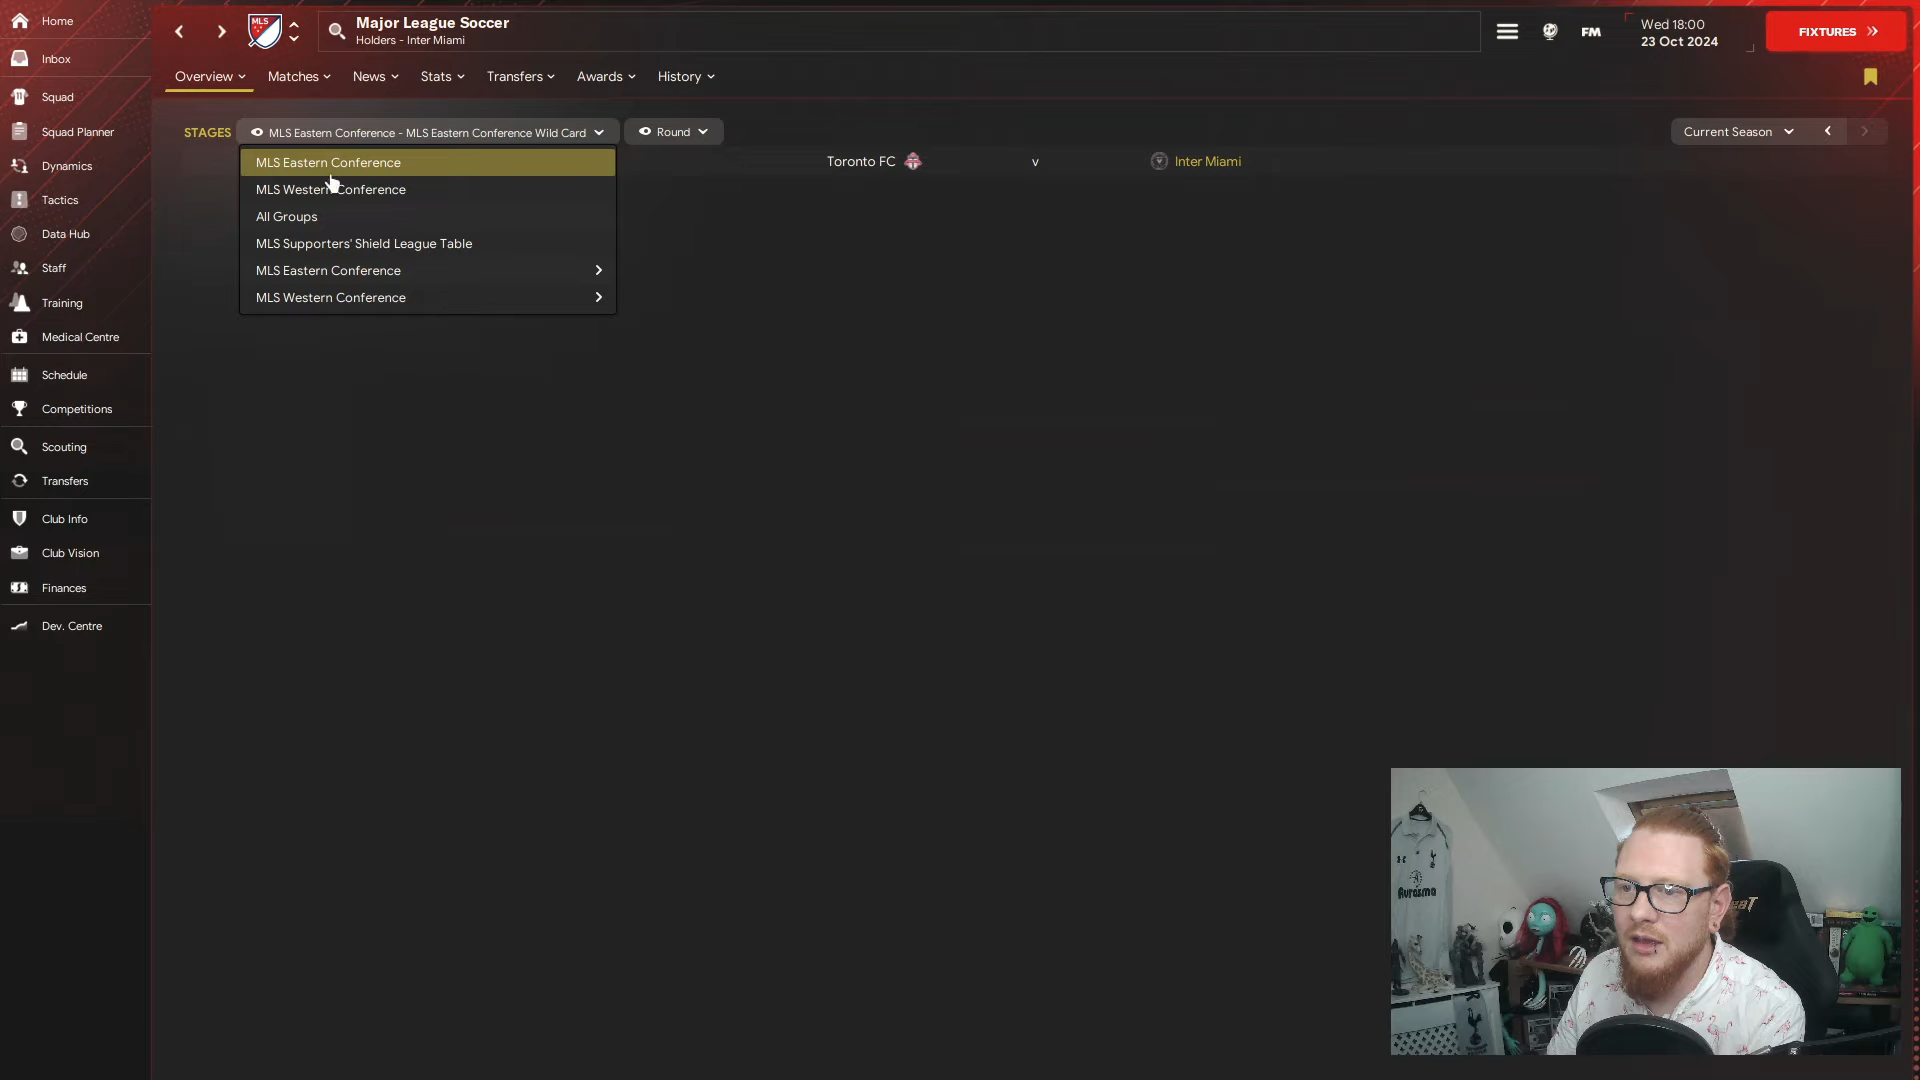 Home
Inbox
Squad
Squad Planner
Dynamics
Tactics
Data Hub
Staff
Training
Medical Centre
Schedule
Competitions
Scouting
Transfers
Club Info
Club Vision
Finances
Dev. Centre
MLS
Major League Soccer
Holders - Inter Miami
FM
Wed 18:00
23 Oct 2024
FIXTURES
Overview
Matches
News
Stats
Transfers
Awards
History
STAGES
MLS Eastern Conference - MLS Eastern Conference Wild Card
Round
Current Season
MLS Eastern Conference
MLS Western Conference
All Groups
MLS Supporters' Shield League Table
MLS Eastern Conference
MLS Western Conference
Toronto FC v Inter Miami
Aurasma